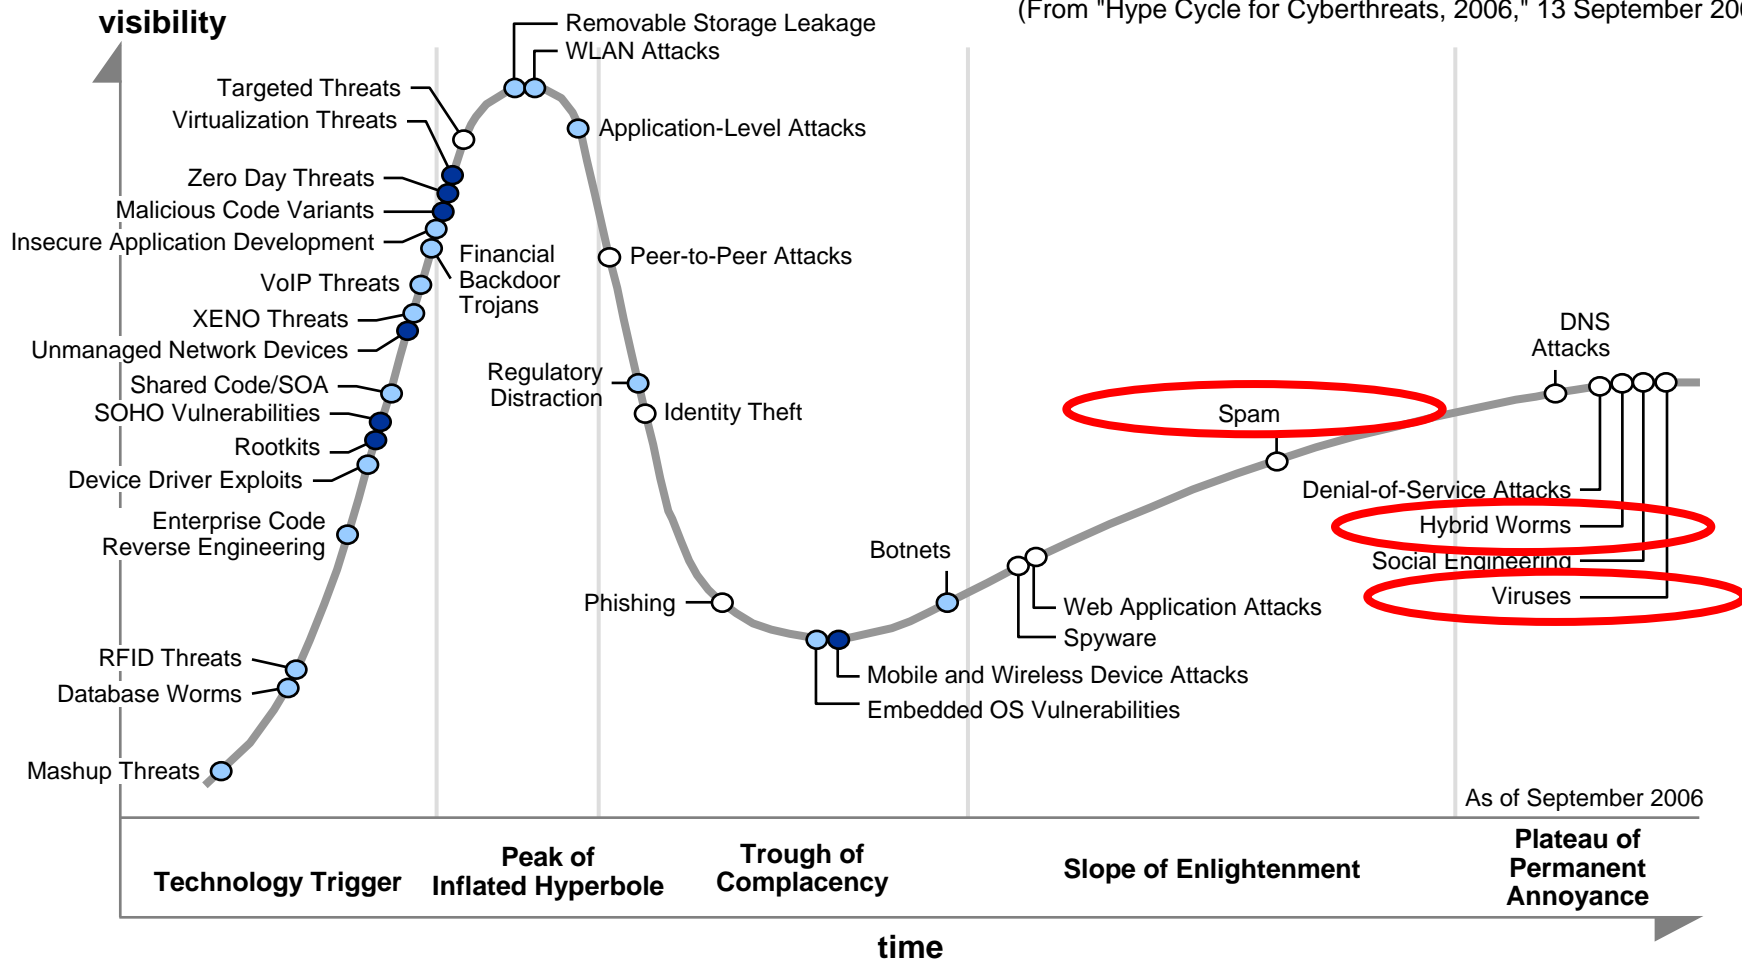 visibility
(From "Hype Cycle for Cyberthreats, 2006," 13 September
Removable Storage Leakage
WLAN Attacks
Targeted Threats
Virtualization Threats
Application-Level Attacks
Zero Day Threats
Malicious Code Variants
Insecure Application Development
Financial
Backdoor
Trojans
Peer-to-Peer Attacks
VoIP Threats
XENO Threats
Unmanaged Network Devices
DNS
Attacks
Shared Code/SOA
Regulatory
Distraction
SOHO Vulnerabilities
Identity Theft
Spam
Rootkits
Device Driver Exploits
Denial-of-Service Attacks
Enterprise Code
Reverse Engineering
Hybrid Worms
Botnets
Social Engineering
Phishing
Viruses
Web Application Attacks
Spyware
RFID Threats
Database Worms
Mobile and Wireless Device Attacks
Embedded OS Vulnerabilities
Mashup Threats
As of September 2006
Technology Trigger
Peak of
Inflated Hyperbole
Trough of
Complacency
Slope of Enlightenment
Plateau of
Permanent
Annoyance
time